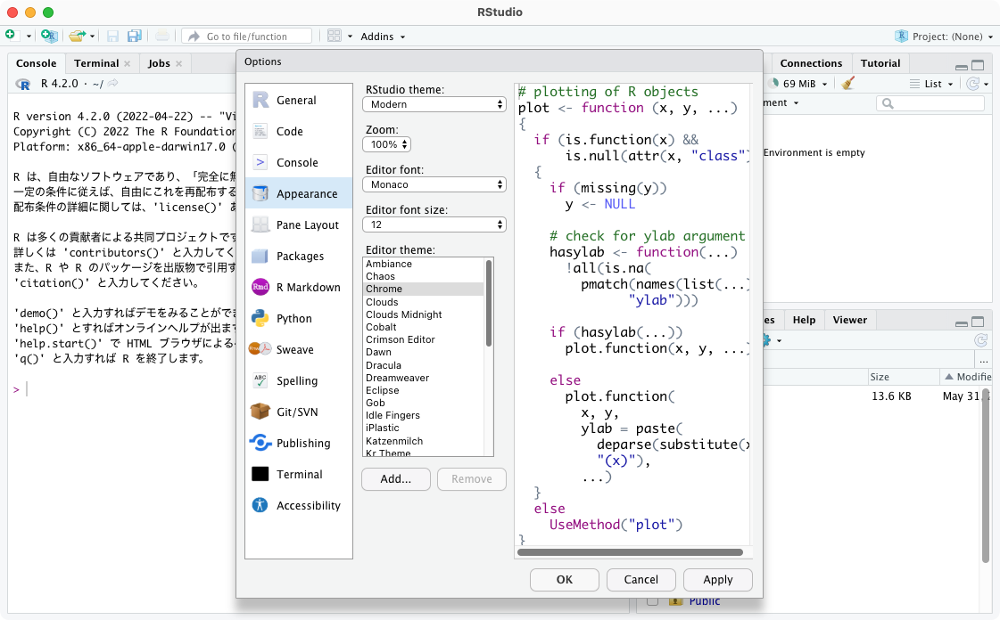 RStudio
Go to file/function
Addins
Project: (None)
Console
Terminal
Jobs
R 4.2.0 · ~/
R version 4.2.0 (2022-04-22) -- "Vi
Copyright (C) 2022 The R Foundation
Platform: x86_64-apple-darwin17.0 (
R は、自由なソフトウェアであり、「完全に無
一定の条件に従えば、自由にこれを再配布する
配布条件の詳細に関しては、'license()' あ
R は多くの貢献者による共同プロジェクトです
詳しくは 'contributors()' と入力してく
また、R や R のパッケージを出版物で引用す
'citation()' と入力してください。
'demo()' と入力すればデモをみることができま
'help()' とすればオンラインヘルプが出ます
'help.start()' で HTML ブラウザによる
'q()' と入力すれば R を終了します。
>
Options
General
Code
Console
Appearance
Pane Layout
Packages
Rmd
R Markdown
Python
Sweave
ABC
Spelling
Git/SVN
Publishing
Terminal
Accessibility
RStudio theme:
Modern
Zoom:
100%
Editor font:
Monaco
Editor font size:
12
Editor theme:
Ambiance
Chaos
Chrome
Clouds
Clouds Midnight
Cobalt
Crimson Editor
Dawn
Dracula
Dreamweaver
Eclipse
Gob
Idle Fingers
iPlastic
Katzenmilch
Kr Theme
Add...
Remove
# plotting of R objects
plot <- function (x, y, ...)
{
if (is.function(x) &&
is.null(attr(x, "class")
{
if (missing(y))
y <- NULL
# check for ylab argument
hasylab <- function(...)
!all(is.na(
pmatch(names(list(...)
"ylab")))
if (hasylab(...))
plot.function(x, y, ...)
else
plot.function(
x, y,
ylab = paste(
deparse(substitute(x
"(x)"),
...)
}
else
UseMethod("plot")
}
OK
Cancel
Apply
Connections
Tutorial
69 MiB
List
ment
Environment is empty
es
Help
Viewer
...
Size
Modifie
13.6 KB
May 31,
Public